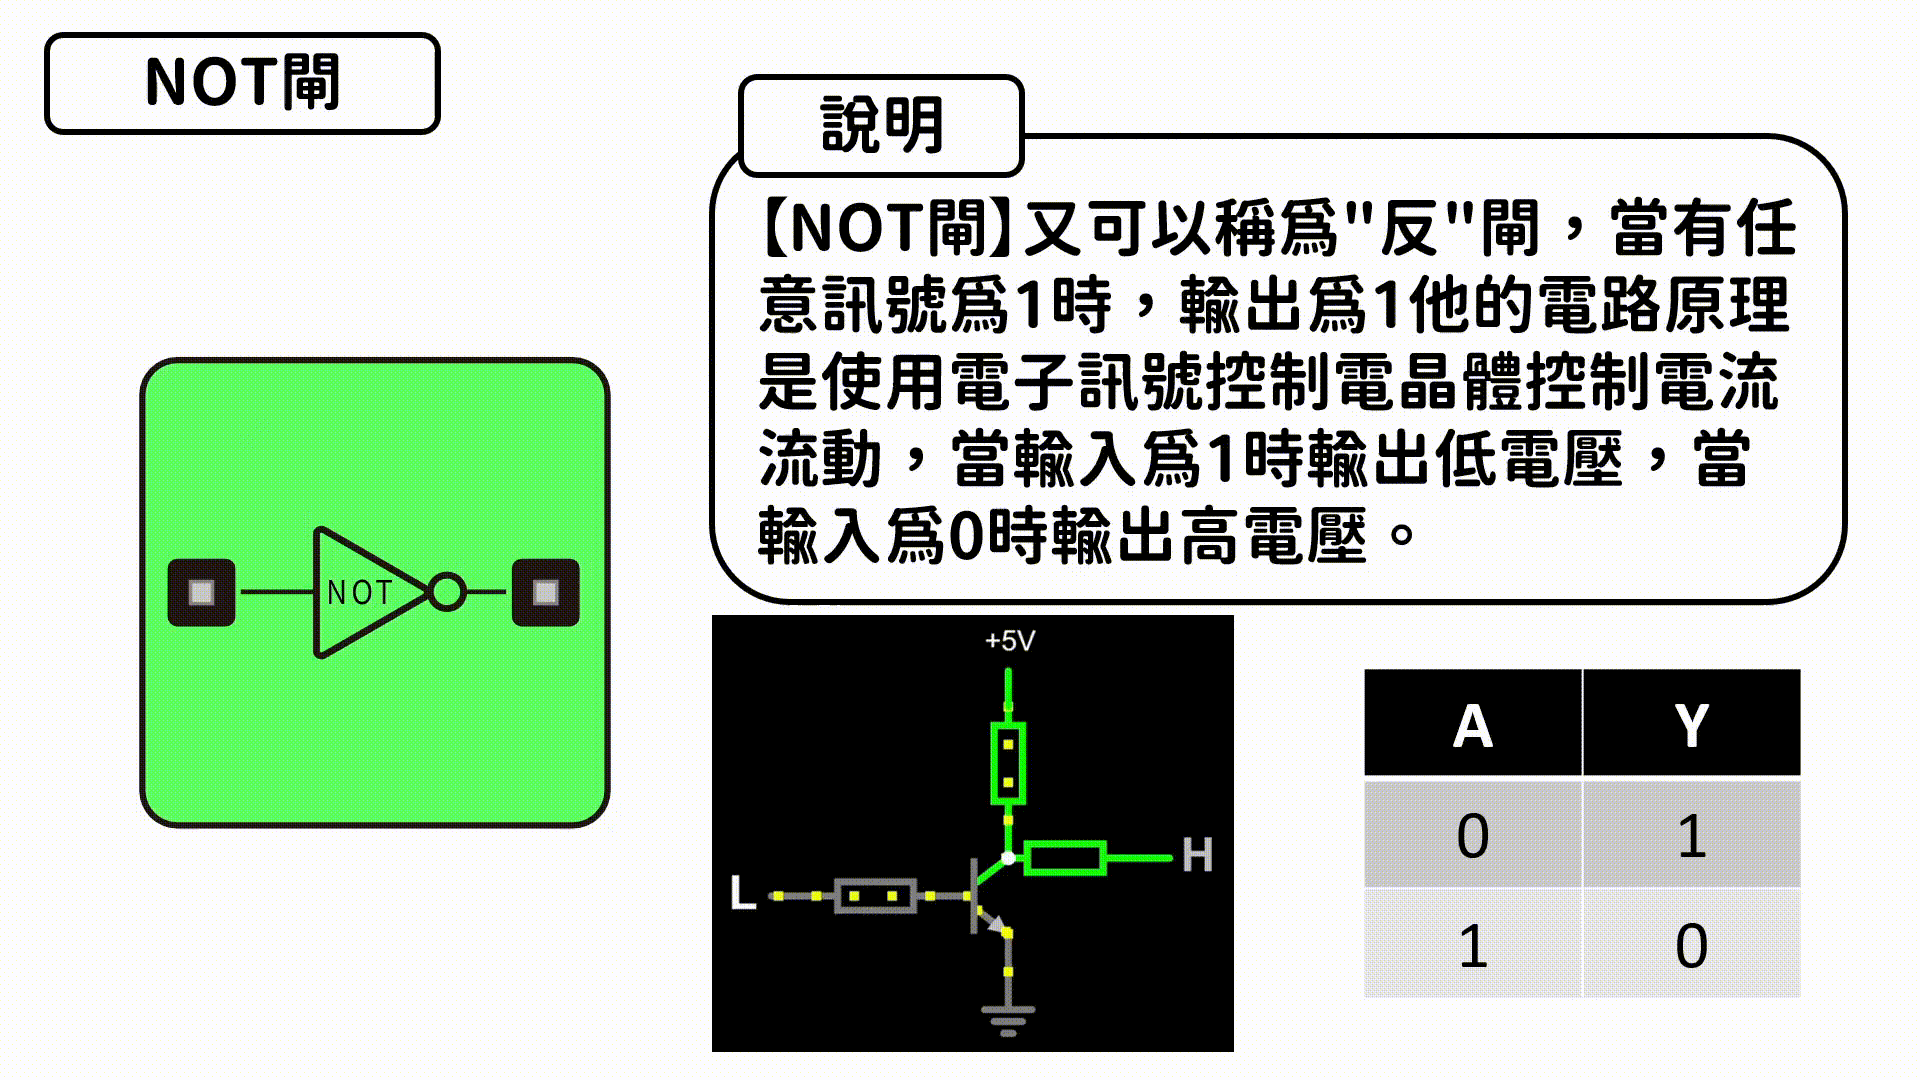 NOT閘
說明
【NOT閘】又可以稱爲"反"閘，當有任
意訊號爲1時，輸出爲1他的電路原理
是使用電子訊號控制電晶體控制電流
流動，當輸入爲1時輸出低電壓，當
輸入爲0時輸出高電壓。
NOT
+5V
H
L
A Y
0 1
1 0